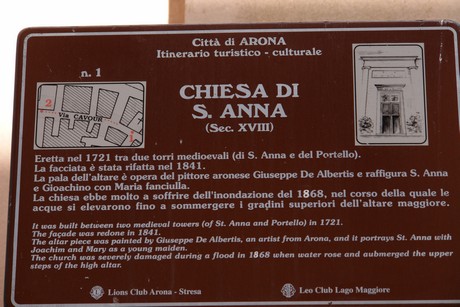 Città di ARONA
Itinerario turistico - culturale
n. 1
CHIESA DI
S. ANNA
(Sec. XVIII)
2
Via CAVOUR
1
Eretta nel 1721 tra due torri medioevali (di S. Anna e del Portello).
La facciata è stata rifatta nel 1841.
La pala dell'altare è opera del pittore aronese Giuseppe De Albertis e raffigura S. Anna
e Gioachino con Maria fanciulla.
La chiesa ebbe molto a soffrire dell'inondazione del 1868, nel corso della quale le
acque si elevarono fino a sommergere i gradini superiori dell'altare maggiore.
It was built between two medieval towers (of St. Anna and Portello) in 1721.
The façade was redone in 1841.
The altar piece was painted by Giuseppe De Albertis, an artist from Arona, and it portrays St. Anna with
Joachim and Mary as a young maiden.
The church was severely damaged during a flood in 1868 when water rose and submerged the upper
steps of the high altar.
Lions Club Arona - Stresa
Leo Club Lago Maggiore